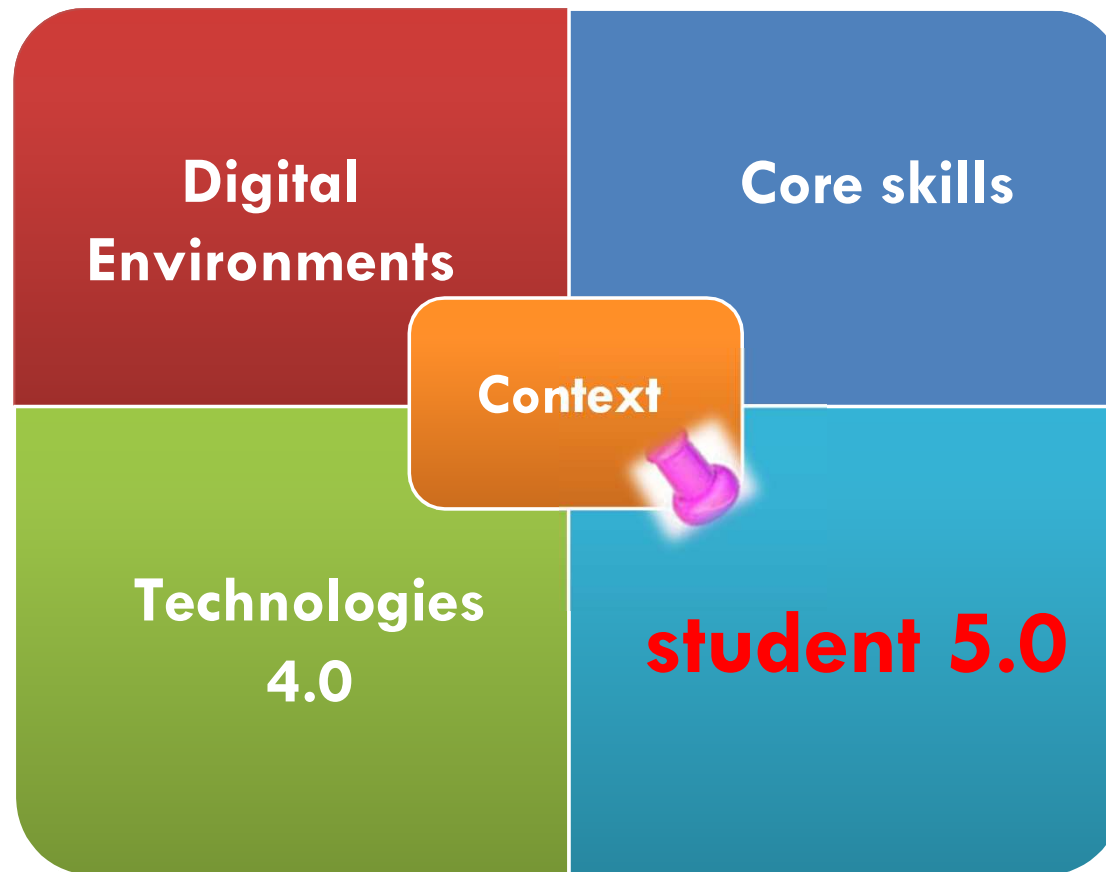 Digital
Environments
Core skills
Context
Technologies
4.0
student 5.0